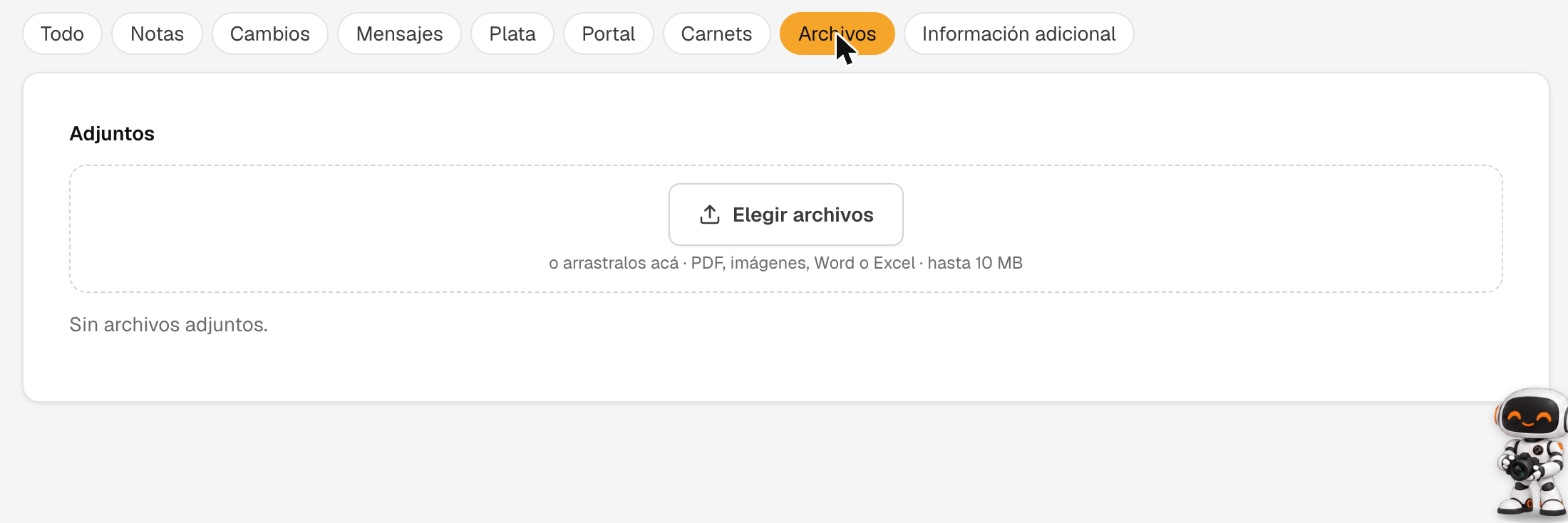 Todo Notas Cambios Mensajes Plata Portal Carnets Archivos Información adicional
Adjuntos
Elegir archivos
o arrastralos acá · PDF, imágenes, Word o Excel · hasta 10 MB
Sin archivos adjuntos.